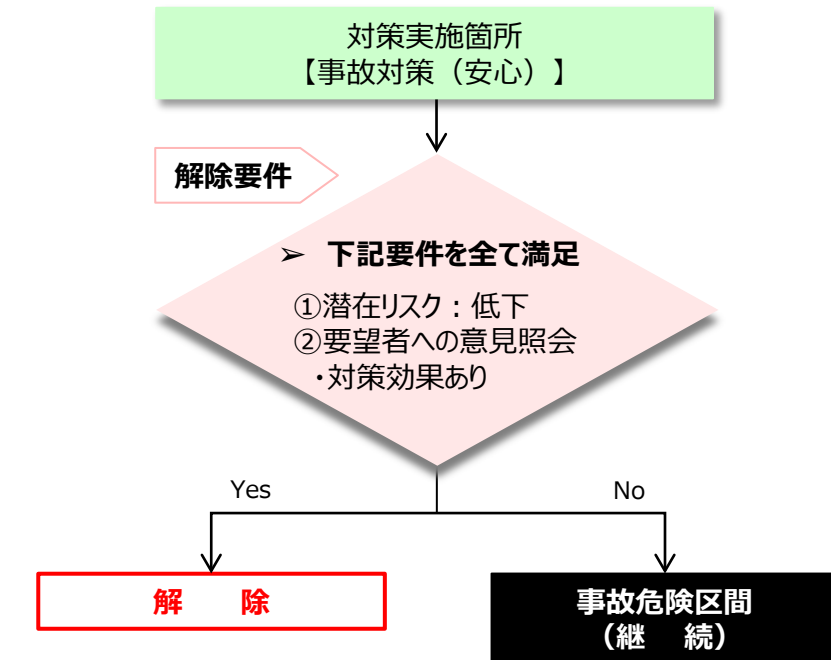 対策実施箇所
【事故対策（安心）】
解除要件
➢ 下記要件を全て満足
①潜在リスク：低下
②要望者への意見照会
・対策効果あり
Yes
No
解　除
事故危険区間
（継　続）